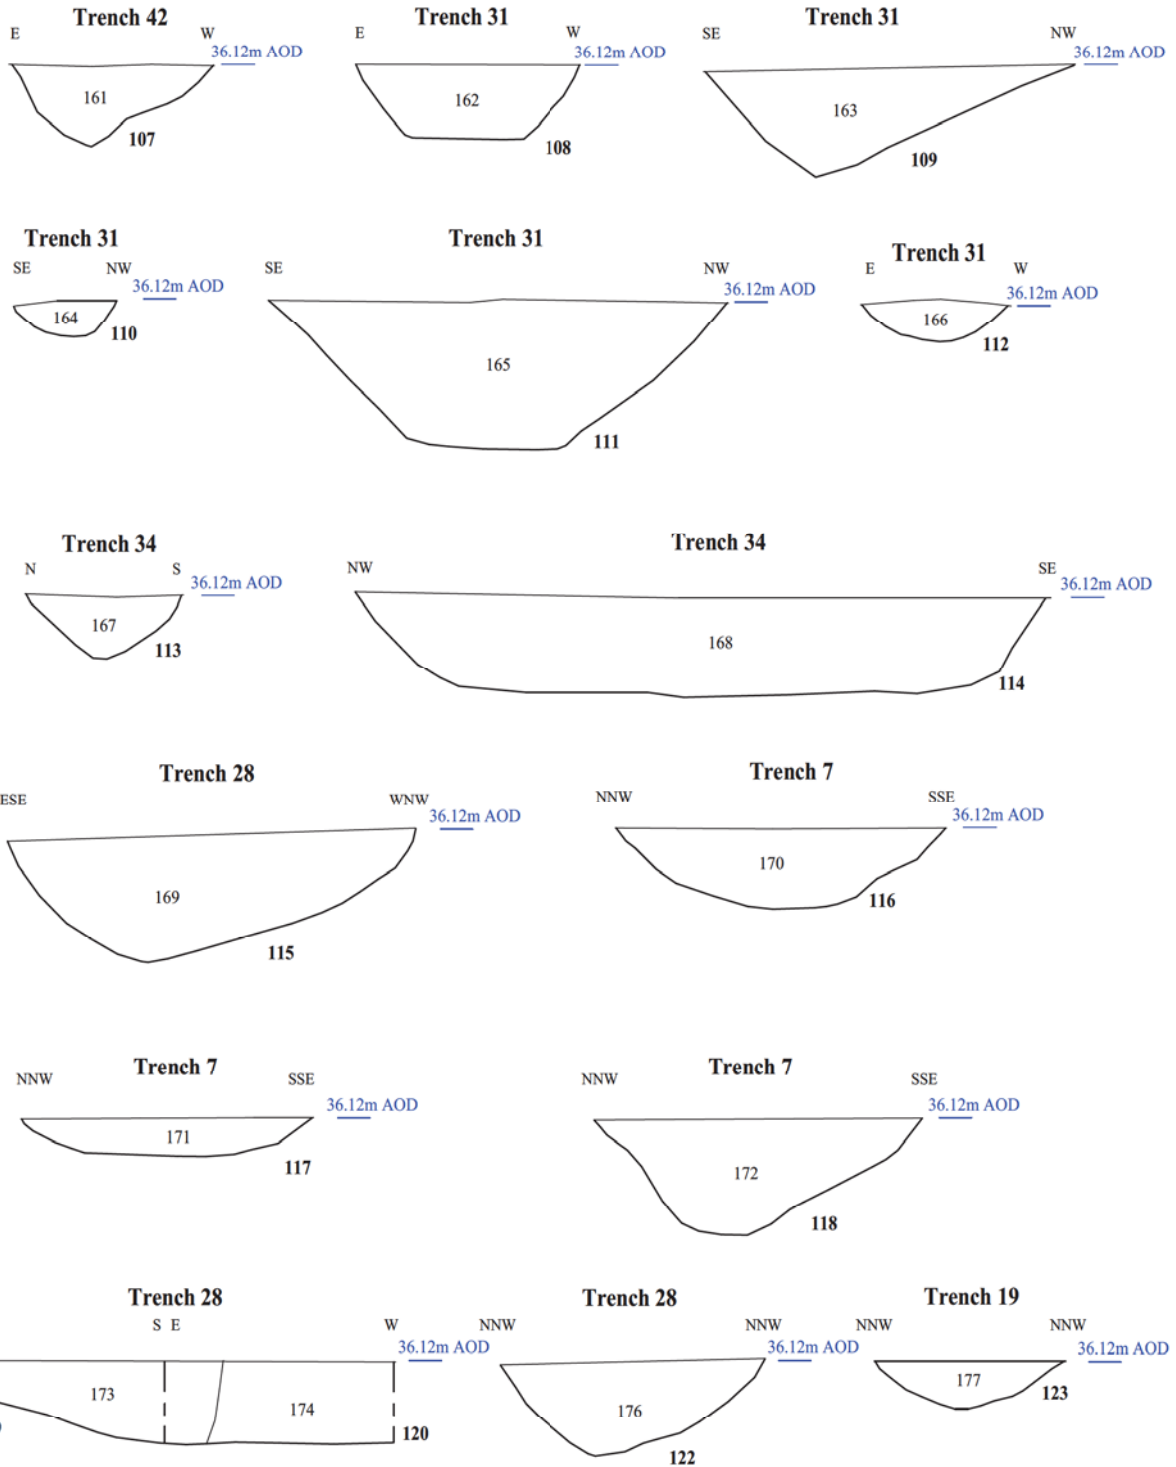 Trench 42
E W
36.12m AOD
161
107
Trench 31
E W
36.12m AOD
162
108
Trench 31
SE NW
36.12m AOD
163
109
Trench 31
SE NW
36.12m AOD
164
110
Trench 31
SE NW
36.12m AOD
165
111
Trench 31
E W
36.12m AOD
166
112
Trench 34
N S
36.12m AOD
167
113
Trench 34
NW SE
36.12m AOD
168
114
Trench 28
ESE WNW
36.12m AOD
169
115
Trench 7
NNW SSE
36.12m AOD
170
116
Trench 7
NNW SSE
36.12m AOD
171
117
Trench 7
NNW SSE
36.12m AOD
172
118
Trench 28
S E W
36.12m AOD
173 174
120
Trench 28
NNW NNW
36.12m AOD
176
122
Trench 19
NNW NNW
36.12m AOD
177
123